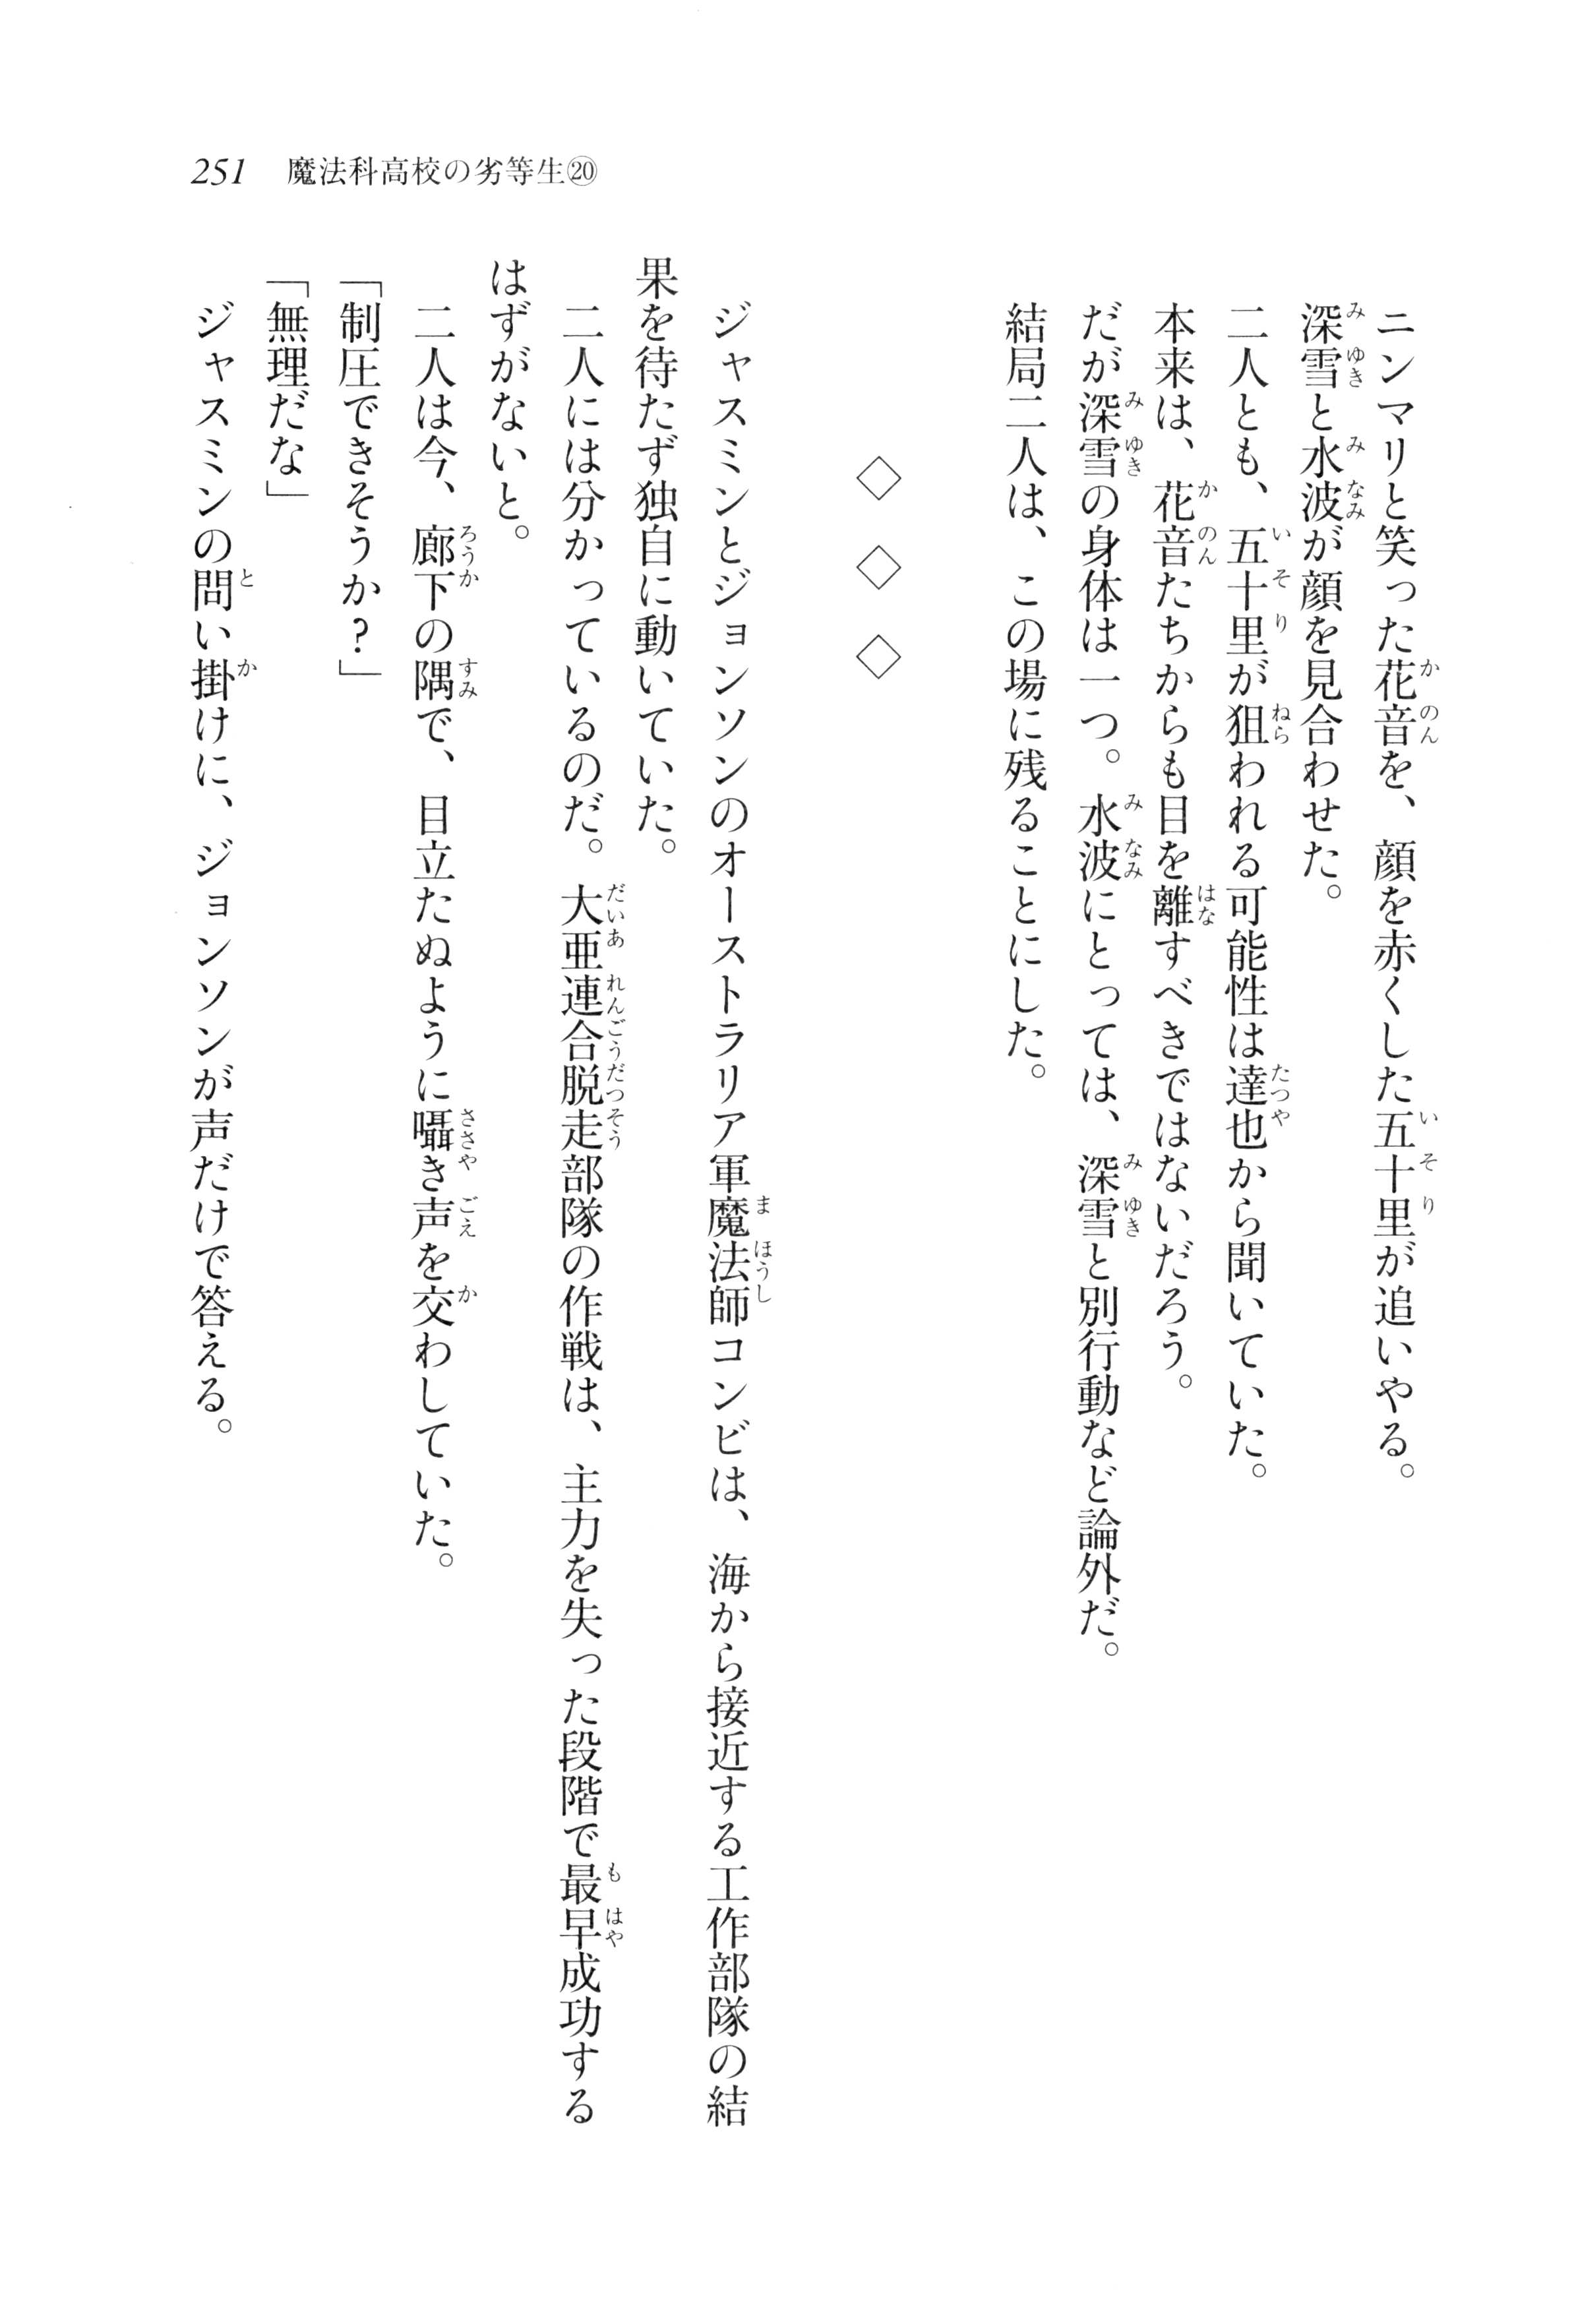 251　魔法科高校の劣等生⑳
ニンマリと笑った花音を、顔を赤くした五十里が追いやる。
深雪と水波が顔を見合わせた。
二人とも、五十里が狙われる可能性は達也から聞いていた。
本来は、花音たちからも目を離すべきではないだろう。
だが深雪の身体は一つ。水波にとっては、深雪と別行動など論外だ。
結局二人は、この場に残ることにした。
◇　◇　◇
ジャスミンとジョンソンのオーストラリア軍魔法師コンビは、海から接近する工作部隊の結
果を待たず独自に動いていた。
二人には分かっているのだ。大亜連合脱走部隊の作戦は、主力を失った段階で最早成功する
はずがないと。
二人は今、廊下の隅で、目立たぬように囁き声を交わしていた。
「制圧できそうか？」
「無理だな」
ジャスミンの問い掛けに、ジョンソンが声だけで答える。